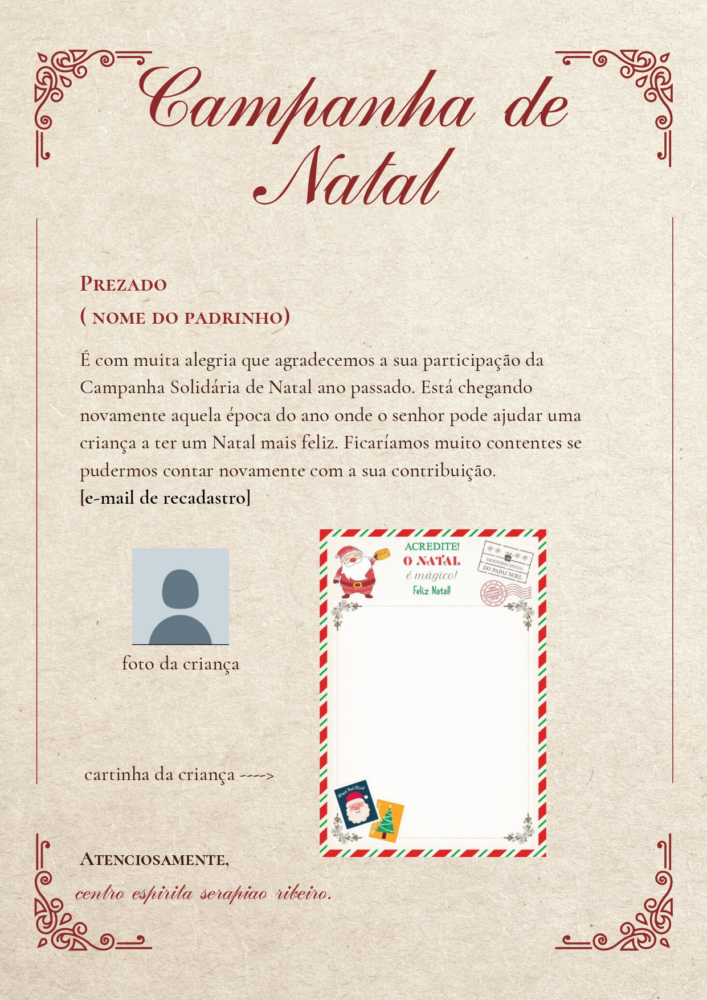 Campanha de
Natal
Prezado
( nome do padrinho)
É com muita alegria que agradecemos a sua participação da
Campanha Solidária de Natal ano passado. Está chegando
novamente aquela época do ano onde o senhor pode ajudar uma
criança a ter um Natal mais feliz. Ficaríamos muito contentes se
pudermos contar novamente com a sua contribuição.
[e-mail de recadastro]
ACREDITE!
O NATAL
é mágico!
Feliz Natal!
ESCRITÓRIO OFICIAL
DO PAPAI NOEL
POLO NORTE
foto da criança
cartinha da criança ---->
#Papai Noel Oficial
Atenciosamente,
centro espirita serapiao ribeiro.